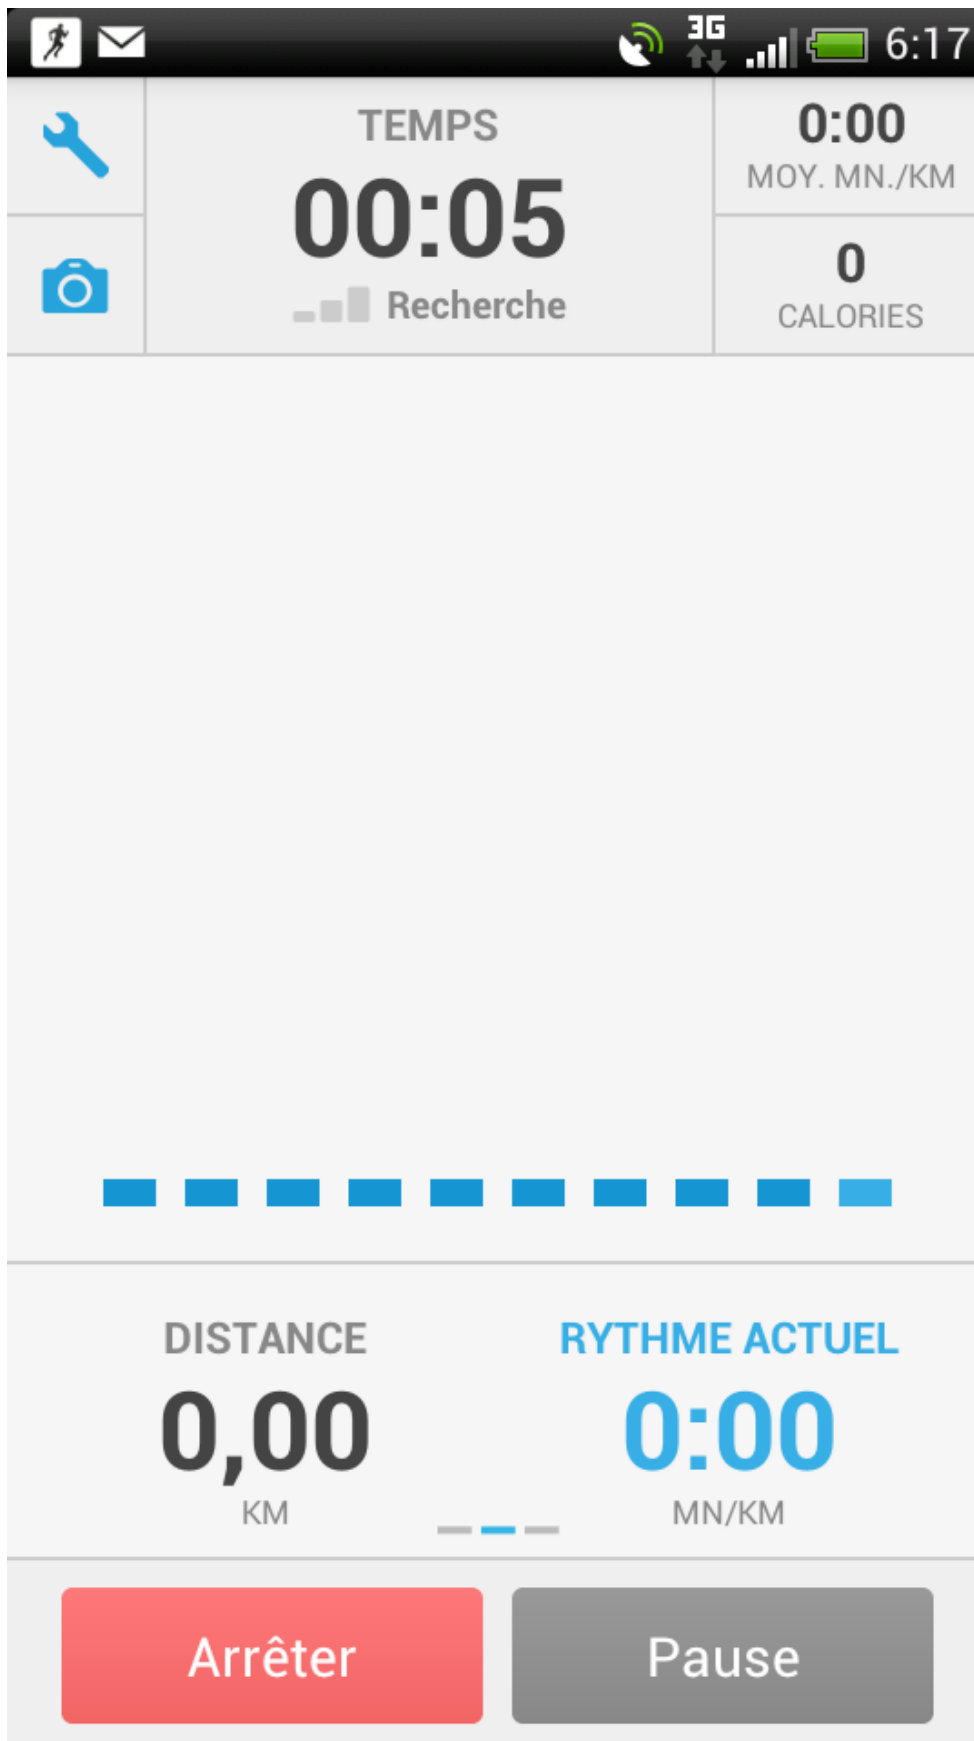 3G
6:17
TEMPS
00:05
Recherche
0:00
MOY. MN./KM
0
CALORIES
DISTANCE
0,00
KM
RYTHME ACTUEL
0:00
MN/KM
Arrêter
Pause